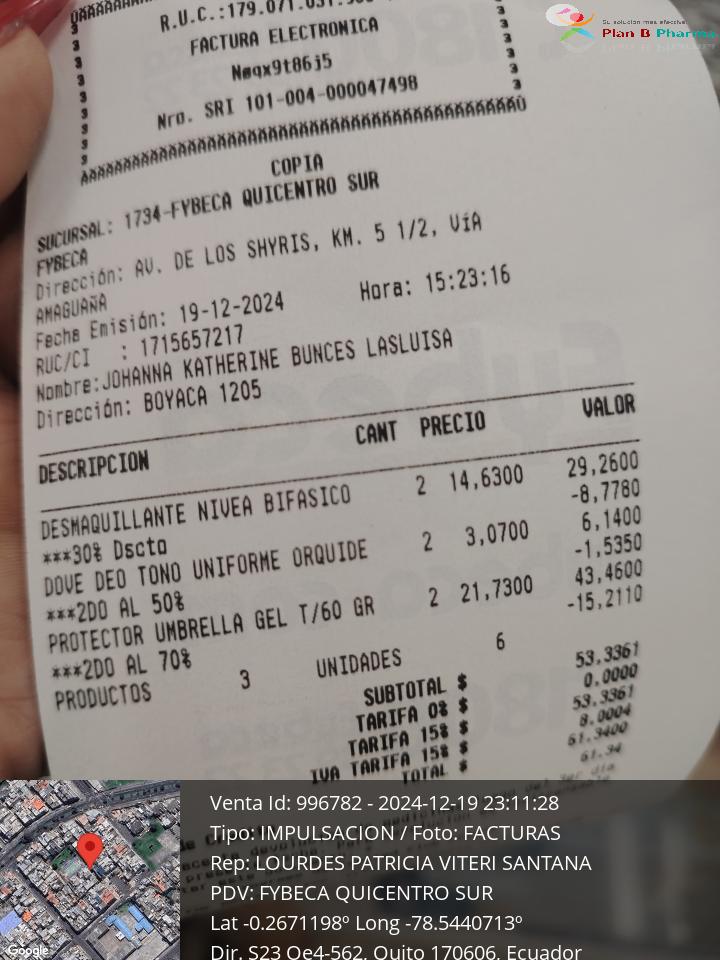 Su solucion mas efectiva
Plan B Pharma
FACTURA ELECTRONICA
Nmqx9t86j5
Nro. SRI 101-004-000047498
COPIA
SUCURSAL: 1734-FYBECA QUICENTRO SUR
FYBECA
Dirección: AV. DE LOS SHYRIS, KM. 5 1/2, VíA
AMAGUAÑA
Fecha Emisión: 19-12-2024 Hora: 15:23:16
RUC/CI : 1715657217
Nombre:JOHANNA KATHERINE BUNCES LASLUISA
Dirección: BOYACA 1205
DESCRIPCION CANT PRECIO VALOR
DESMAQUILLANTE NIVEA BIFASICO 2 14,6300 29,2600
***30% Dscto -8,7780
DOVE DEO TONO UNIFORME ORQUIDE 2 3,0700 6,1400
***2DO AL 50% -1,5350
PROTECTOR UMBRELLA GEL T/60 GR 2 21,7300 43,4600
***2DO AL 70% -15,2110
PRODUCTOS 3 UNIDADES 6
SUBTOTAL $ 53,3361
TARIFA 0% $ 0.0000
TARIFA 15% $ 53.3361
IVA TARIFA 15% $ 8.0004
TOTAL $ 61.3400
61.34
Venta Id: 996782 - 2024-12-19 23:11:28
Tipo: IMPULSACION / Foto: FACTURAS
Rep: LOURDES PATRICIA VITERI SANTANA
PDV: FYBECA QUICENTRO SUR
Lat -0.2671198º Long -78.5440713º
Dir. S23 Oe4-562, Quito 170606, Ecuador
Google